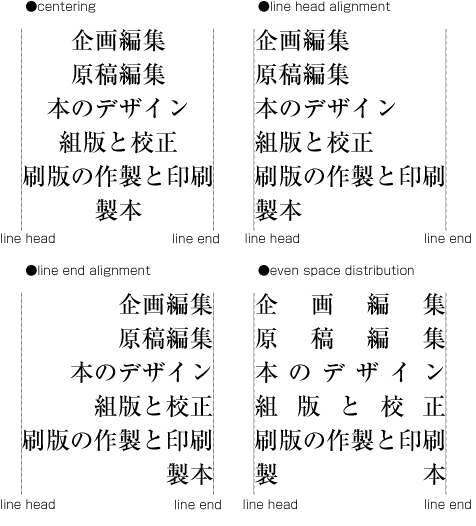 ●centering
企画編集
原稿編集
本のデザイン
組版と校正
刷版の作製と印刷
製本
line head
line end
●line head alignment
企画編集
原稿編集
本のデザイン
組版と校正
刷版の作製と印刷
製本
line head
line end
●line end alignment
企画編集
原稿編集
本のデザイン
組版と校正
刷版の作製と印刷
製本
line head
line end
●even space distribution
企 画 編 集
原 稿 編 集
本 の デ ザ イ ン
組 版 と 校 正
刷版の作製と印刷
製 本
line head
line end